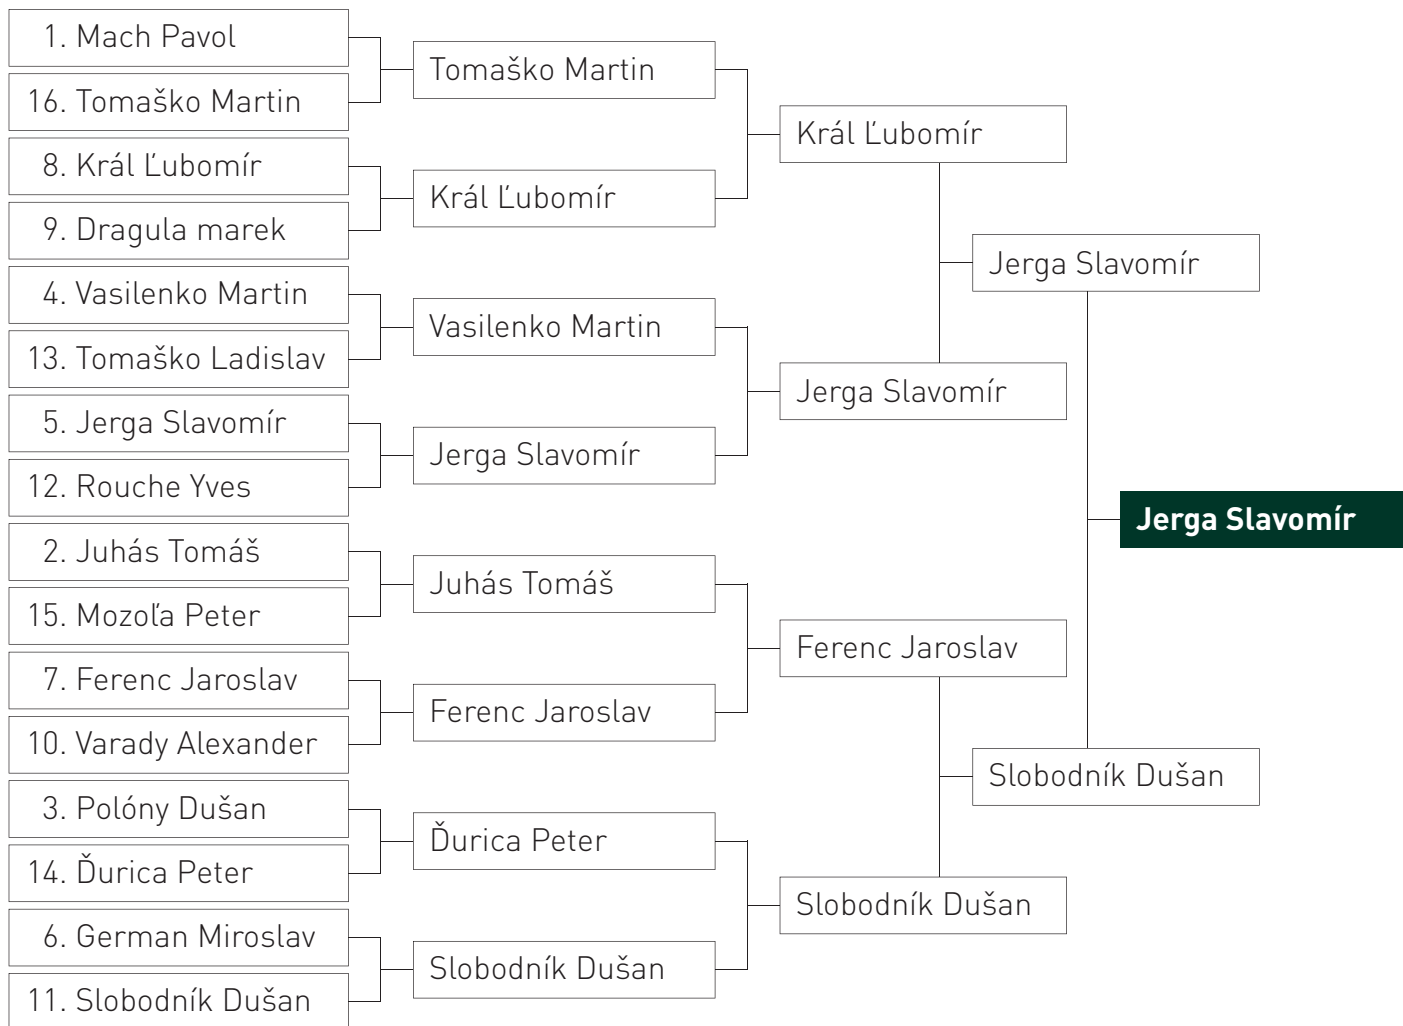 1. Mach Pavol
16. Tomaško Martin
8. Král Ľubomír
9. Dragula marek
4. Vasilenko Martin
13. Tomaško Ladislav
5. Jerga Slavomír
12. Rouche Yves
2. Juhás Tomáš
15. Mozoľa Peter
7. Ferenc Jaroslav
10. Varady Alexander
3. Polóny Dušan
14. Ďurica Peter
6. German Miroslav
11. Slobodník Dušan
Tomaško Martin
Král Ľubomír
Vasilenko Martin
Jerga Slavomír
Juhás Tomáš
Ferenc Jaroslav
Ďurica Peter
Slobodník Dušan
Král Ľubomír
Jerga Slavomír
Ferenc Jaroslav
Slobodník Dušan
Jerga Slavomír
Slobodník Dušan
Jerga Slavomír